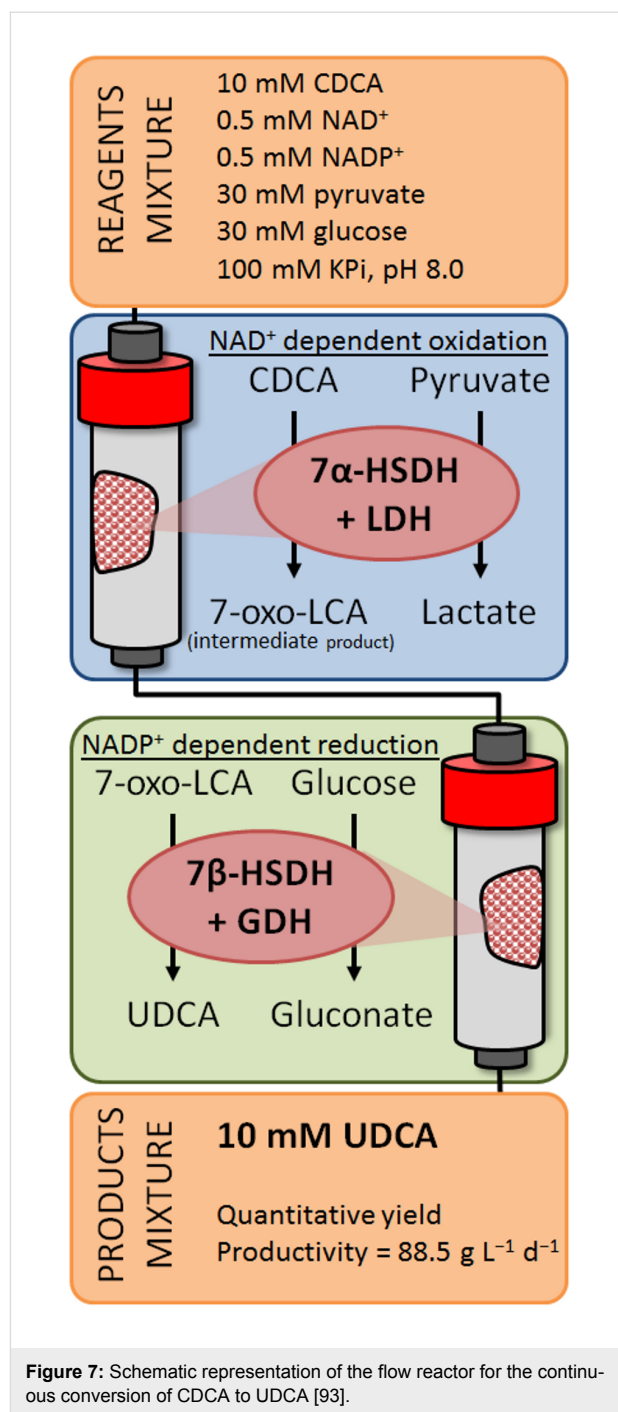 REAGENTS
MIXTURE
10 mM CDCA
0.5 mM NAD⁺
0.5 mM NADP⁺
30 mM pyruvate
30 mM glucose
100 mM KPi, pH 8.0
NAD⁺ dependent oxidation
CDCA Pyruvate
7α-HSDH
+ LDH
7-oxo-LCA Lactate
(intermediate product)
NADP⁺ dependent reduction
7-oxo-LCA Glucose
7β-HSDH
+ GDH
UDCA Gluconate
PRODUCTS
MIXTURE
10 mM UDCA
Quantitative yield
Productivity = 88.5 g L⁻¹ d⁻¹
Figure 7: Schematic representation of the flow reactor for the continu-
ous conversion of CDCA to UDCA [93].